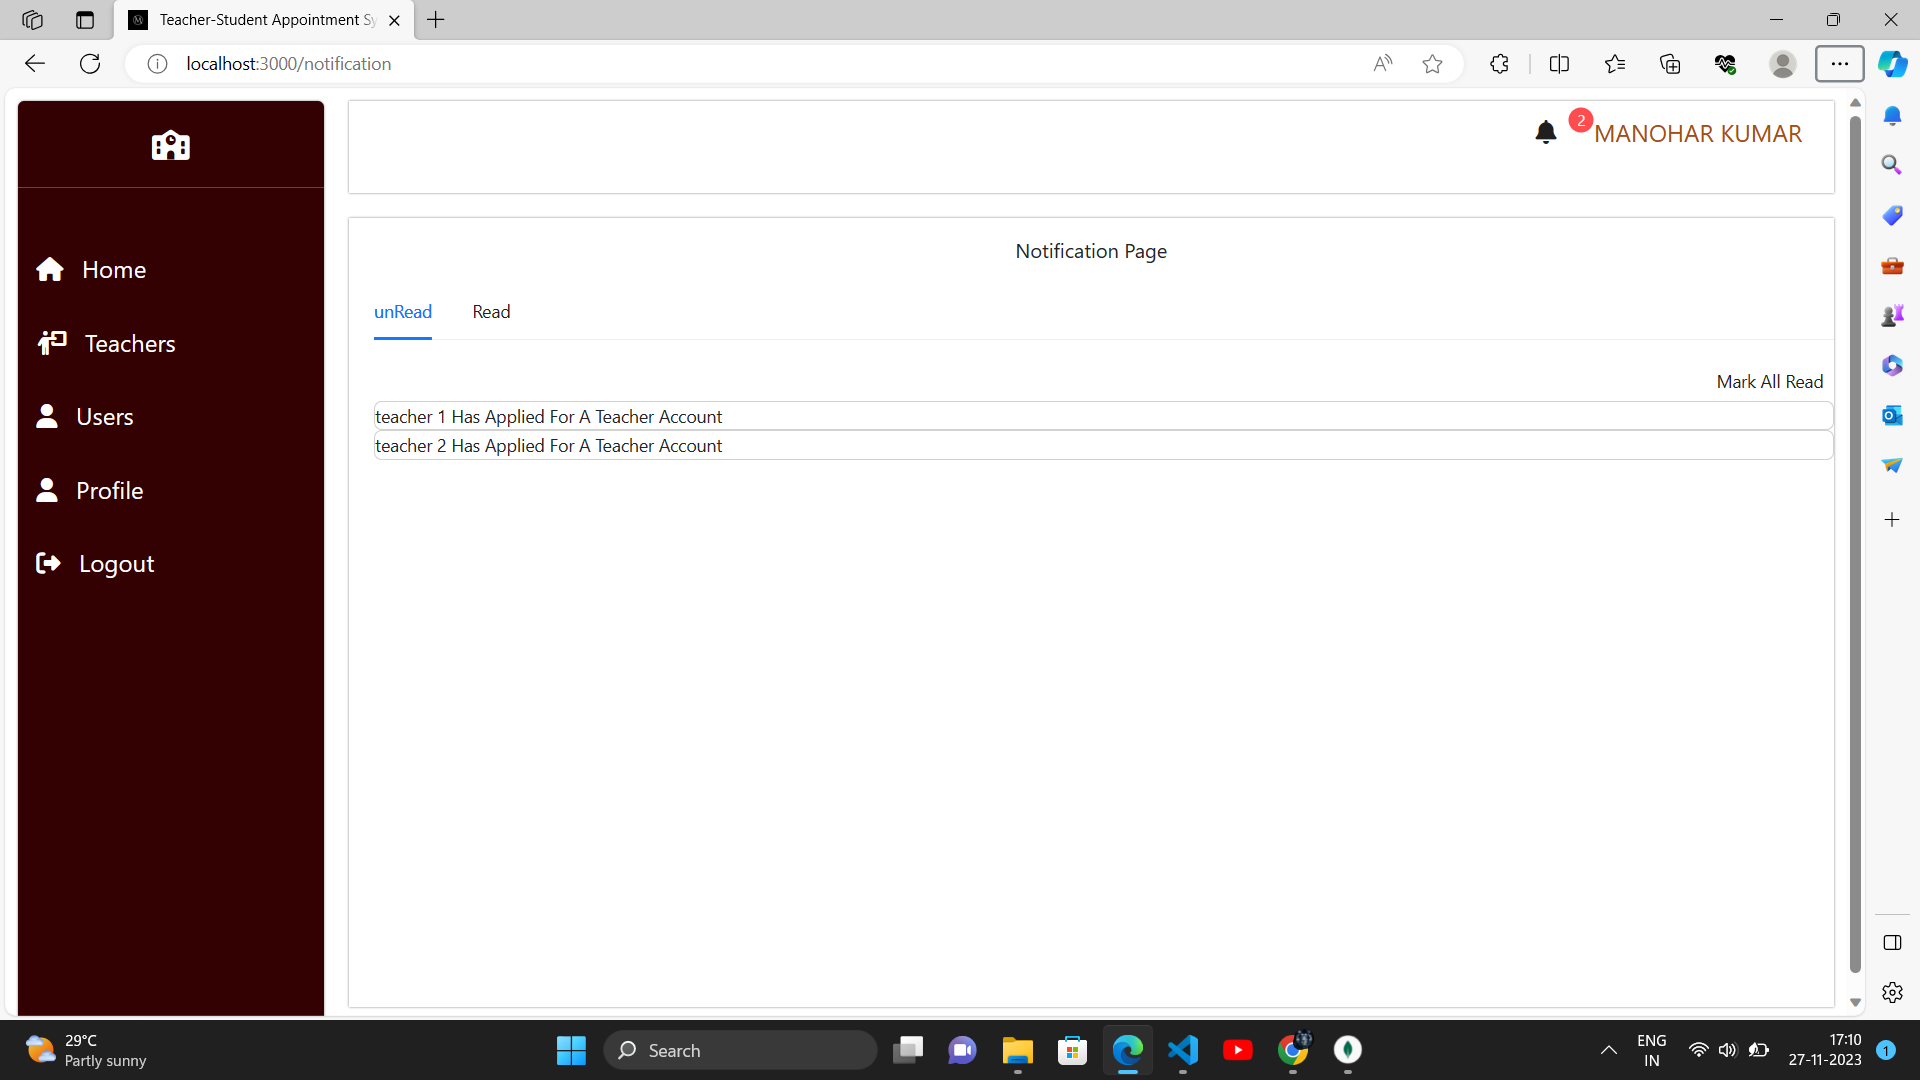 Teacher-Student Appointment Sy
localhost:3000/notification
2
MANOHAR KUMAR
Notification Page
unRead
Read
Mark All Read
teacher 1 Has Applied For A Teacher Account
teacher 2 Has Applied For A Teacher Account
Home
Teachers
Users
Profile
Logout
29°C
Partly sunny
Search
ENG
IN
17:10
27-11-2023
1